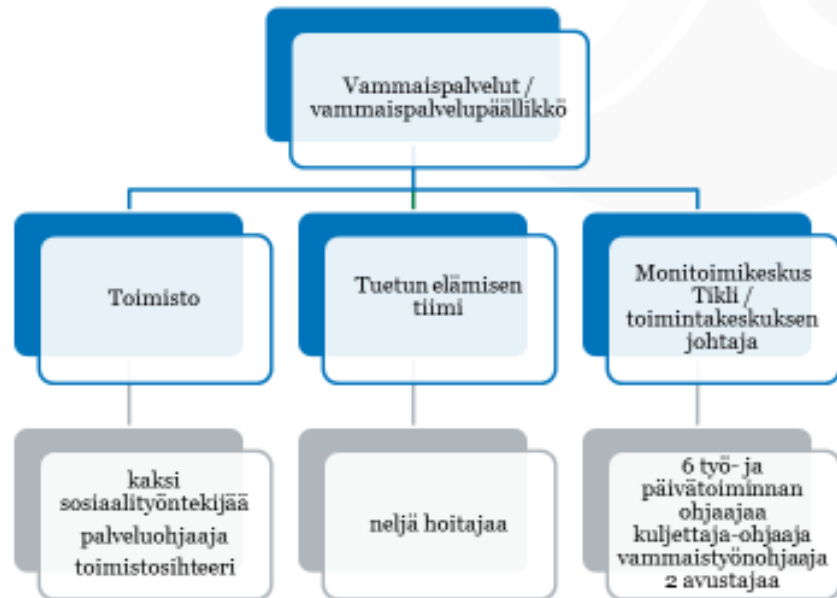 Vammaispalvelut /
vammaispalvelupäällikkö
Toimisto
Tuetun elämisen
tiimi
Monitoimikeskus
Tikli /
toimintakeskuksen
johtaja
kaksi
sosiaalityöntekijää
palveluohjaaja
toimistosihteeri
neljä hoitajaa
6 työ- ja
päivätoiminnan
ohjaajaa
kuljettaja-ohjaaja
vammaistyönohjaaja
2 avustajaa